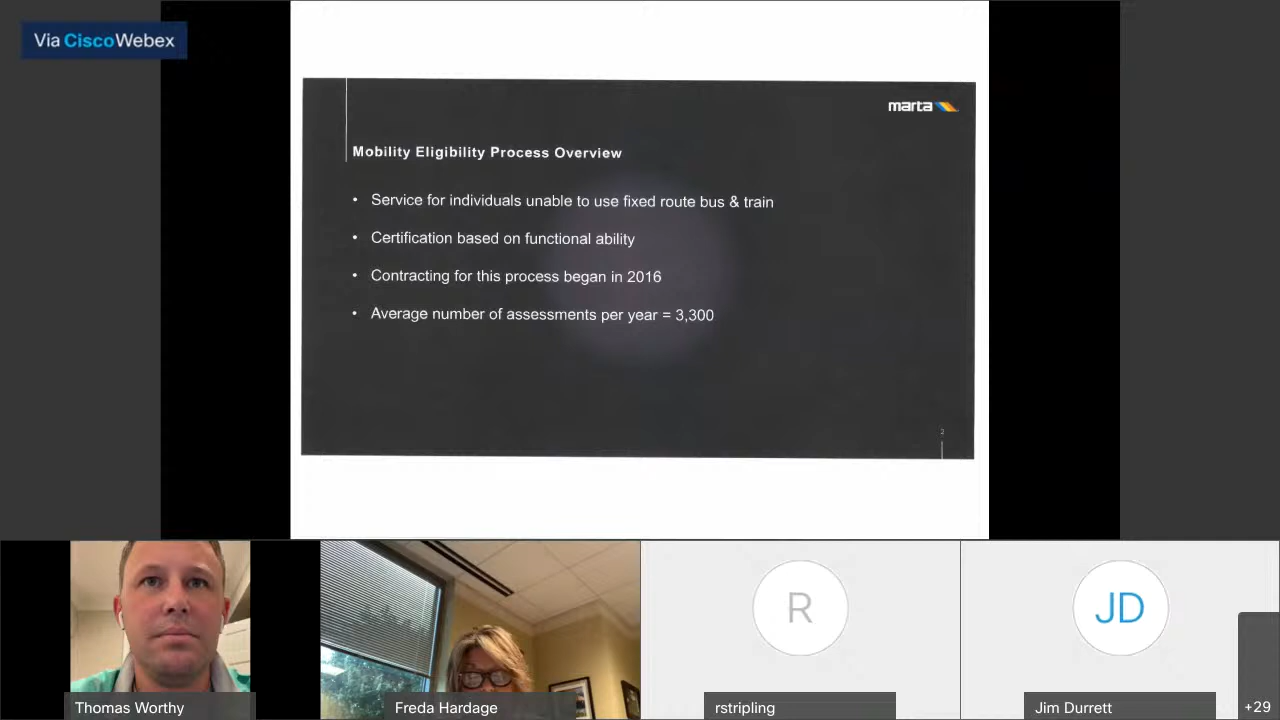 Via CiscoWebex
marta
Mobility Eligibility Process Overview
• Service for individuals unable to use fixed route bus & train
• Certification based on functional ability
• Contracting for this process began in 2016
• Average number of assessments per year = 3,300
2
R
JD
Thomas Worthy
Freda Hardage
rstripling
Jim Durrett
+29